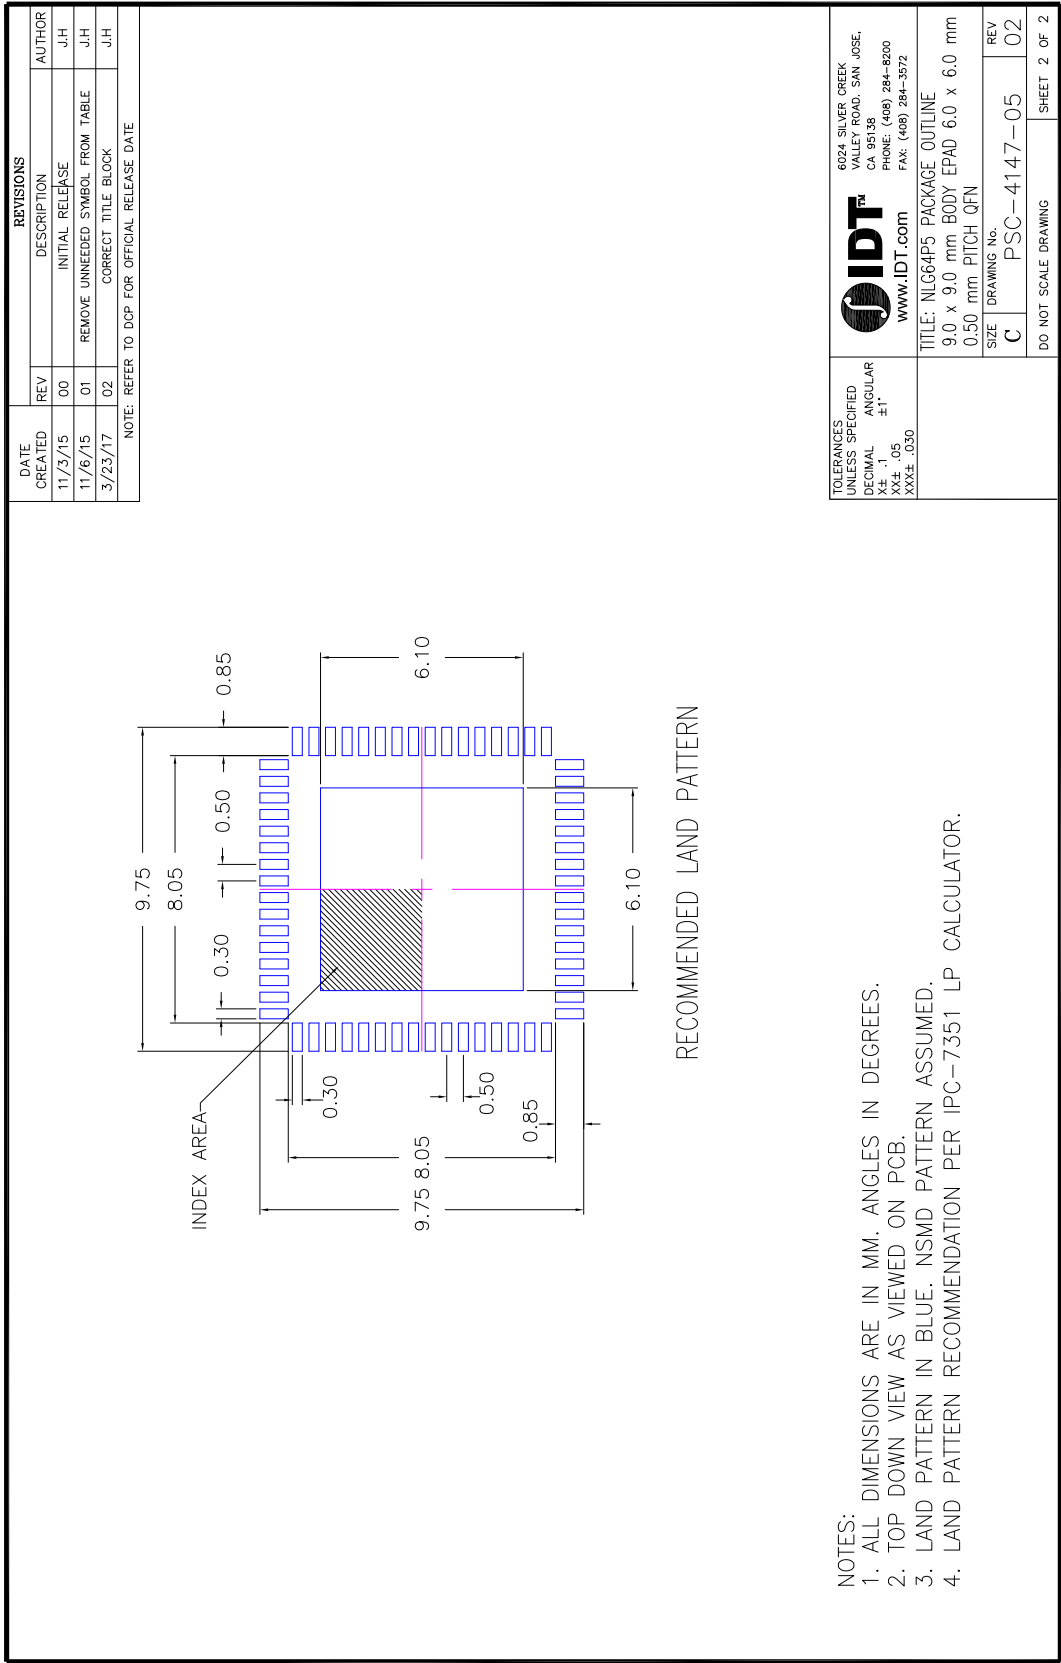 REVISIONS
DATE CREATED REV DESCRIPTION AUTHOR
11/3/15 00 INITIAL RELEASE J.H
11/6/15 01 REMOVE UNNEEDED SYMBOL FROM TABLE J.H
3/23/17 02 CORRECT TITLE BLOCK J.H
NOTE: REFER TO DCP FOR OFFICIAL RELEASE DATE
9.75
8.05
0.30
0.50
0.85
INDEX AREA
0.30
0.50
0.85
9.75
8.05
6.10
6.10
RECOMMENDED LAND PATTERN
NOTES:
1. ALL DIMENSIONS ARE IN MM. ANGLES IN DEGREES.
2. TOP DOWN VIEW AS VIEWED ON PCB.
3. LAND PATTERN IN BLUE. NSMD PATTERN ASSUMED.
4. LAND PATTERN RECOMMENDATION PER IPC-7351 LP CALCULATOR.
TOLERANCES
UNLESS SPECIFIED
DECIMAL ANGULAR
X± .1 ±1°
XX± .05
XXX± .030
IDT™
www.IDT.com
6024 SILVER CREEK
VALLEY ROAD, SAN JOSE,
CA 95138
PHONE: (408) 284-8200
FAX: (408) 284-3572
TITLE: NLG64P5 PACKAGE OUTLINE
9.0 x 9.0 mm BODY EPAD 6.0 x 6.0 mm
0.50 mm PITCH QFN
SIZE DRAWING No. REV
C PSC-4147-05 02
DO NOT SCALE DRAWING SHEET 2 OF 2